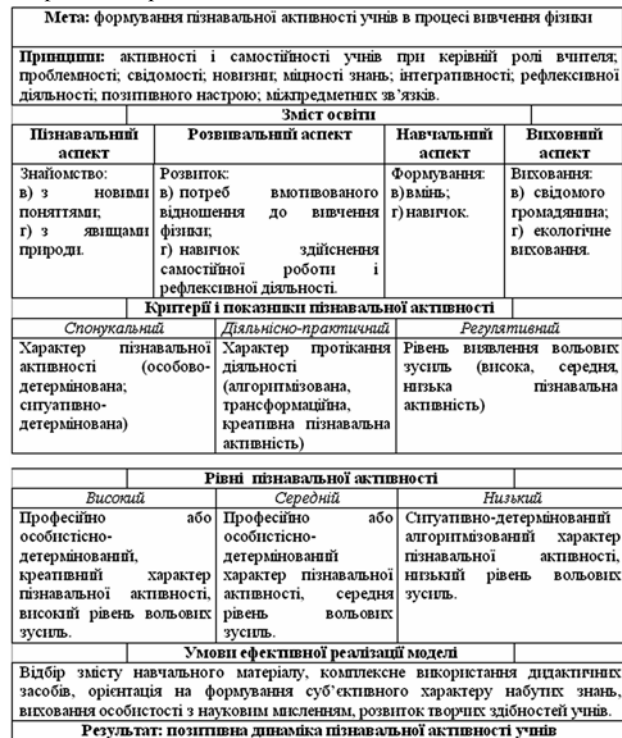 Мета: формування пізнавальної активності учнів в процесі вивчення фізики
Принципи: активності і самостійності учнів при керівній ролі вчителя;
проблемності; свідомості; новизни; міцності знань; інтегративності; рефлексивної
діяльності; позитивного настрою; міжпредметних зв’язків.
Зміст освіти
Пізнавальний
аспект
Знайомство:
в) з новими
поняттями;
г) з явищами
природи.
Розвивальний аспект
Розвиток:
в) потреб вмотивованого
відношення до вивчення
фізики;
г) навичок здійснення
самостійної роботи і
рефлексивної діяльності.
Навчальний
аспект
Формування:
в)вмінь;
г) навичок.
Виховний
аспект
Виховання:
в) свідомого
громадянина;
г) екологічне
виховання.
Критерії і показники пізнавальної активності
Спонукальний
Характер пізнавальної
активності (особово-
детермінована;
ситуативно-
детермінована)
Діяльнісно-практичний
Характер протікання
діяльності
(алгоритмізована,
трансформаційна,
креативна пізнавальна
активність)
Регулятивний
Рівень виявлення вольових
зусиль (висока, середня,
низька пізнавальна
активність)
Рівні пізнавальної активності
Високий
Професійно або
особистісно-
детермінований,
креативний характер
пізнавальної активності,
високий рівень вольових
зусиль.
Середній
Професійно або
особистісно-
детермінований
характер пізнавальної
активності, середня
рівень вольових
зусиль.
Низький
Ситуативно-детермінований
алгоритмізований характер
пізнавальної активності,
низький рівень вольових
зусиль.
Умови ефективної реалізації моделі
Відбір змісту навчального матеріалу, комплексне використання дидактичних
засобів, орієнтація на формування суб’єктивного характеру набутих знань,
виховання особистості з науковим мисленням, розвиток творчих здібностей учнів.
Результат: позитивна динаміка пізнавальної активності учнів